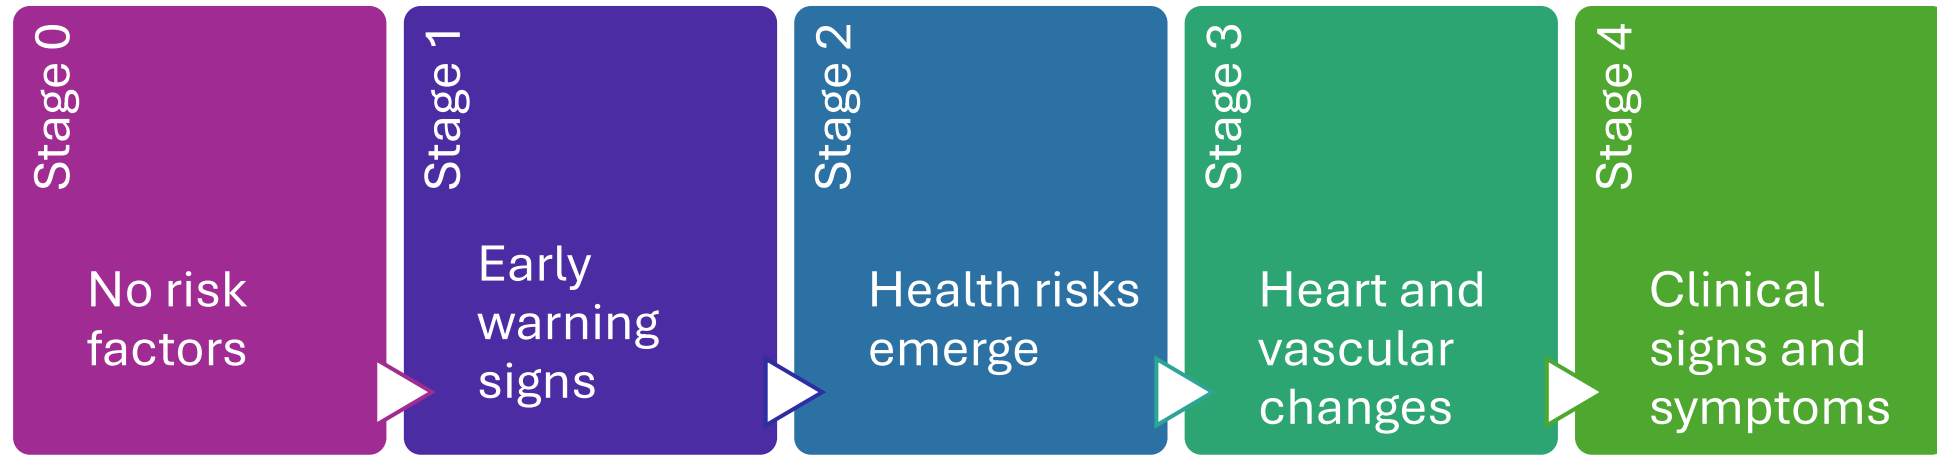 Stage 0
No risk
factors
Stage 1
Early
warning
signs
Stage 2
Health risks
emerge
Stage 3
Heart and
vascular
changes
Stage 4
Clinical
signs and
symptoms